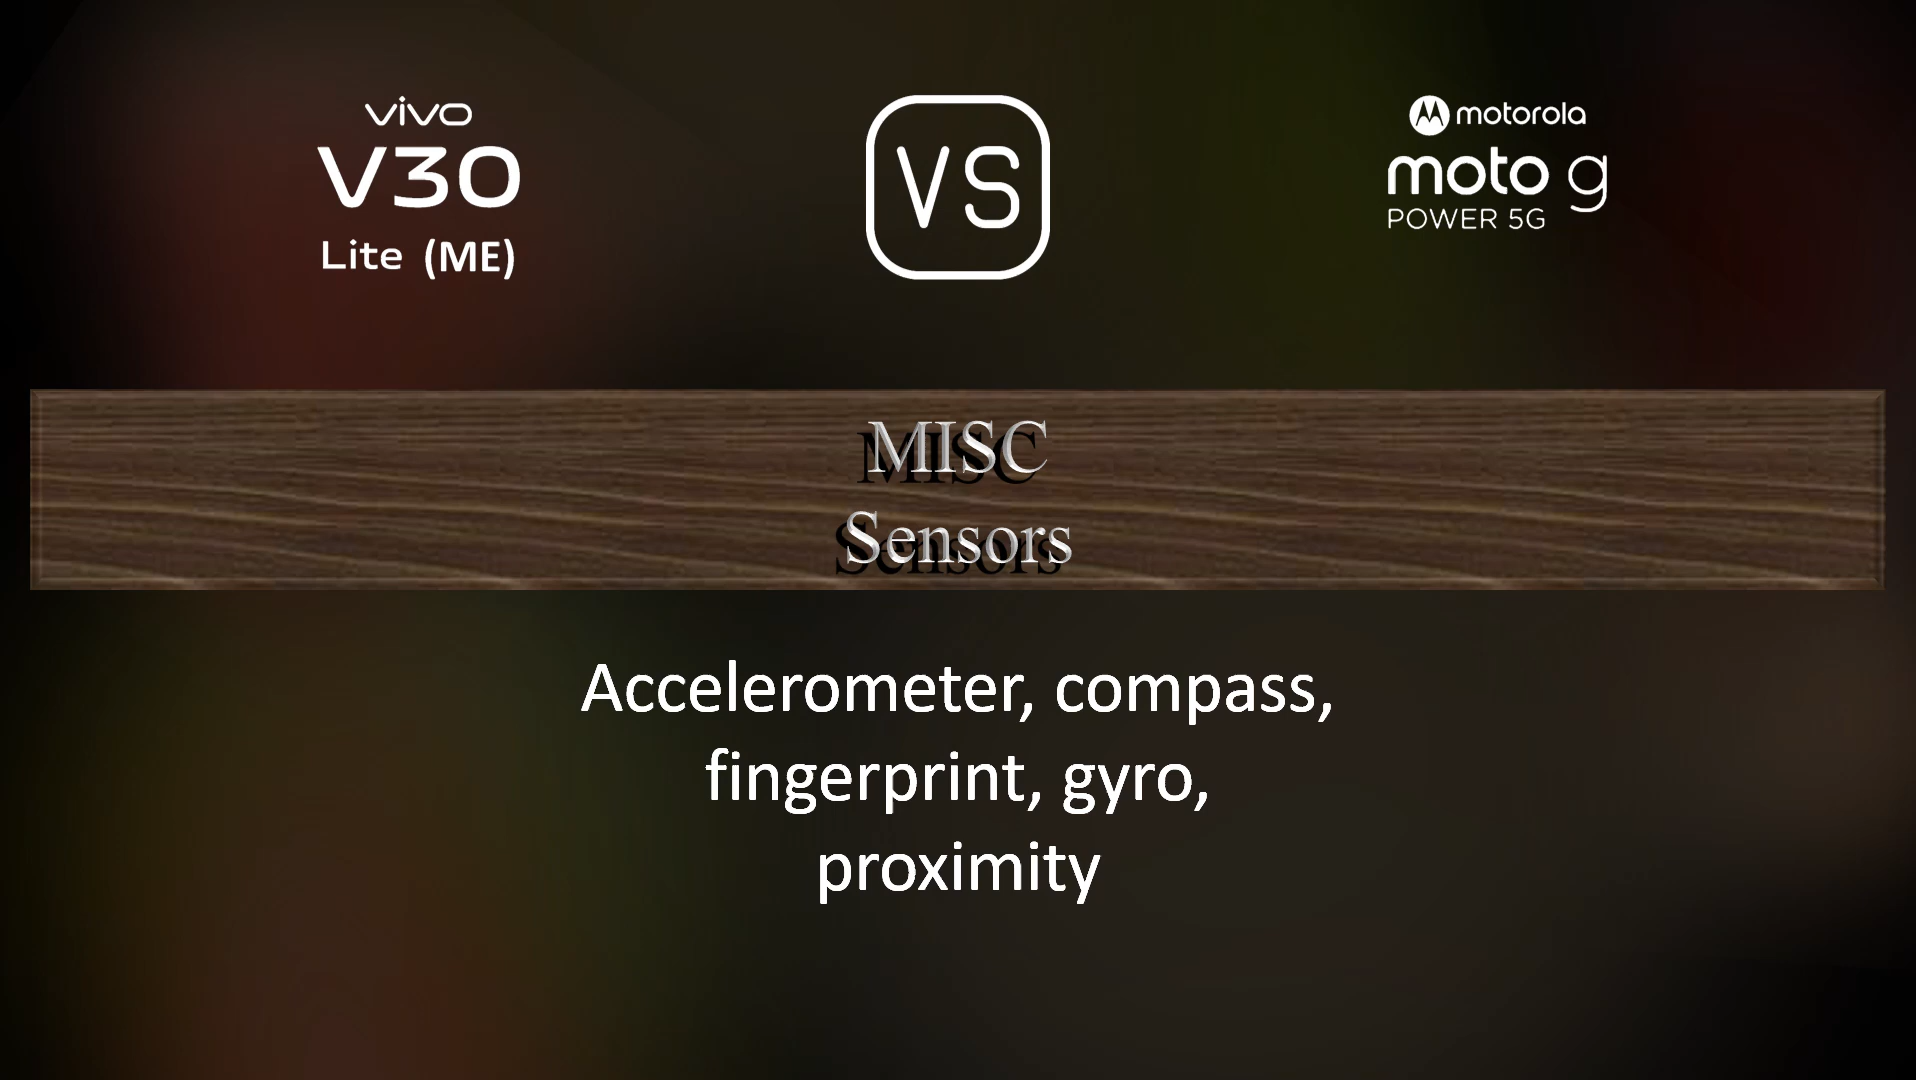 vivo
V30
Lite (ME)
VS
motorola
moto g
POWER 5G
MISC
Sensors
Accelerometer, compass,
fingerprint, gyro,
proximity